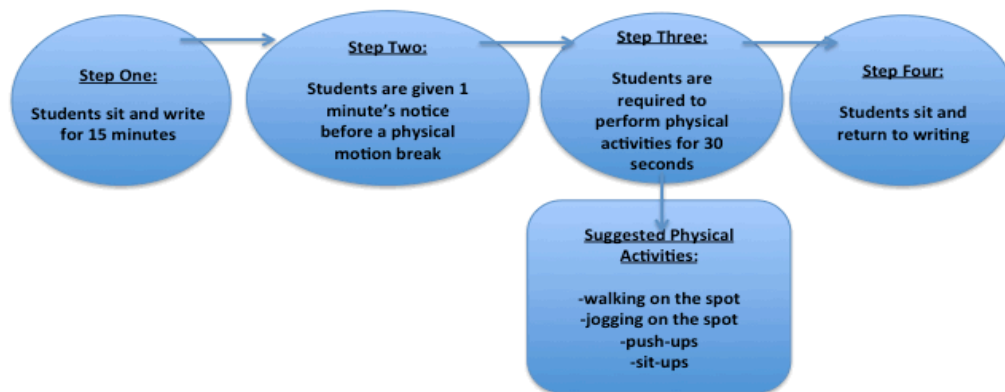 Step One:
Students sit and write
for 15 minutes
Step Two:
Students are given 1
minute's notice
before a physical
motion break
Step Three:
Students are
required to
perform physical
activities for 30
seconds
Step Four:
Students sit and
return to writing
Suggested Physical
Activities:
-walking on the spot
-jogging on the spot
-push-ups
-sit-ups